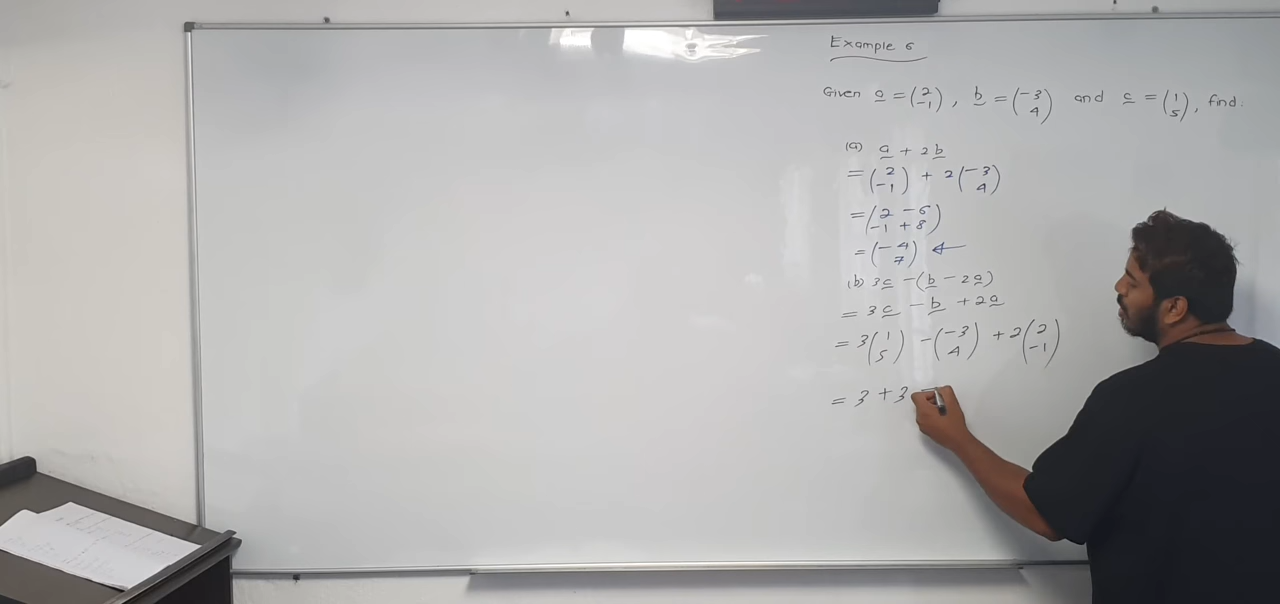 Example 6
Given a = (2 -1), b = (-3 4) and c = (1 5), find:
(a) a + 2b
= (2 -1) + 2(-3 4)
= (2 - 6 -1 + 8)
= (-4 7) ←
(b) 3c - (b - 2a)
= 3c - b + 2a
= 3(1 5) - (-3 4) + 2(2 -1)
= 3 + 3